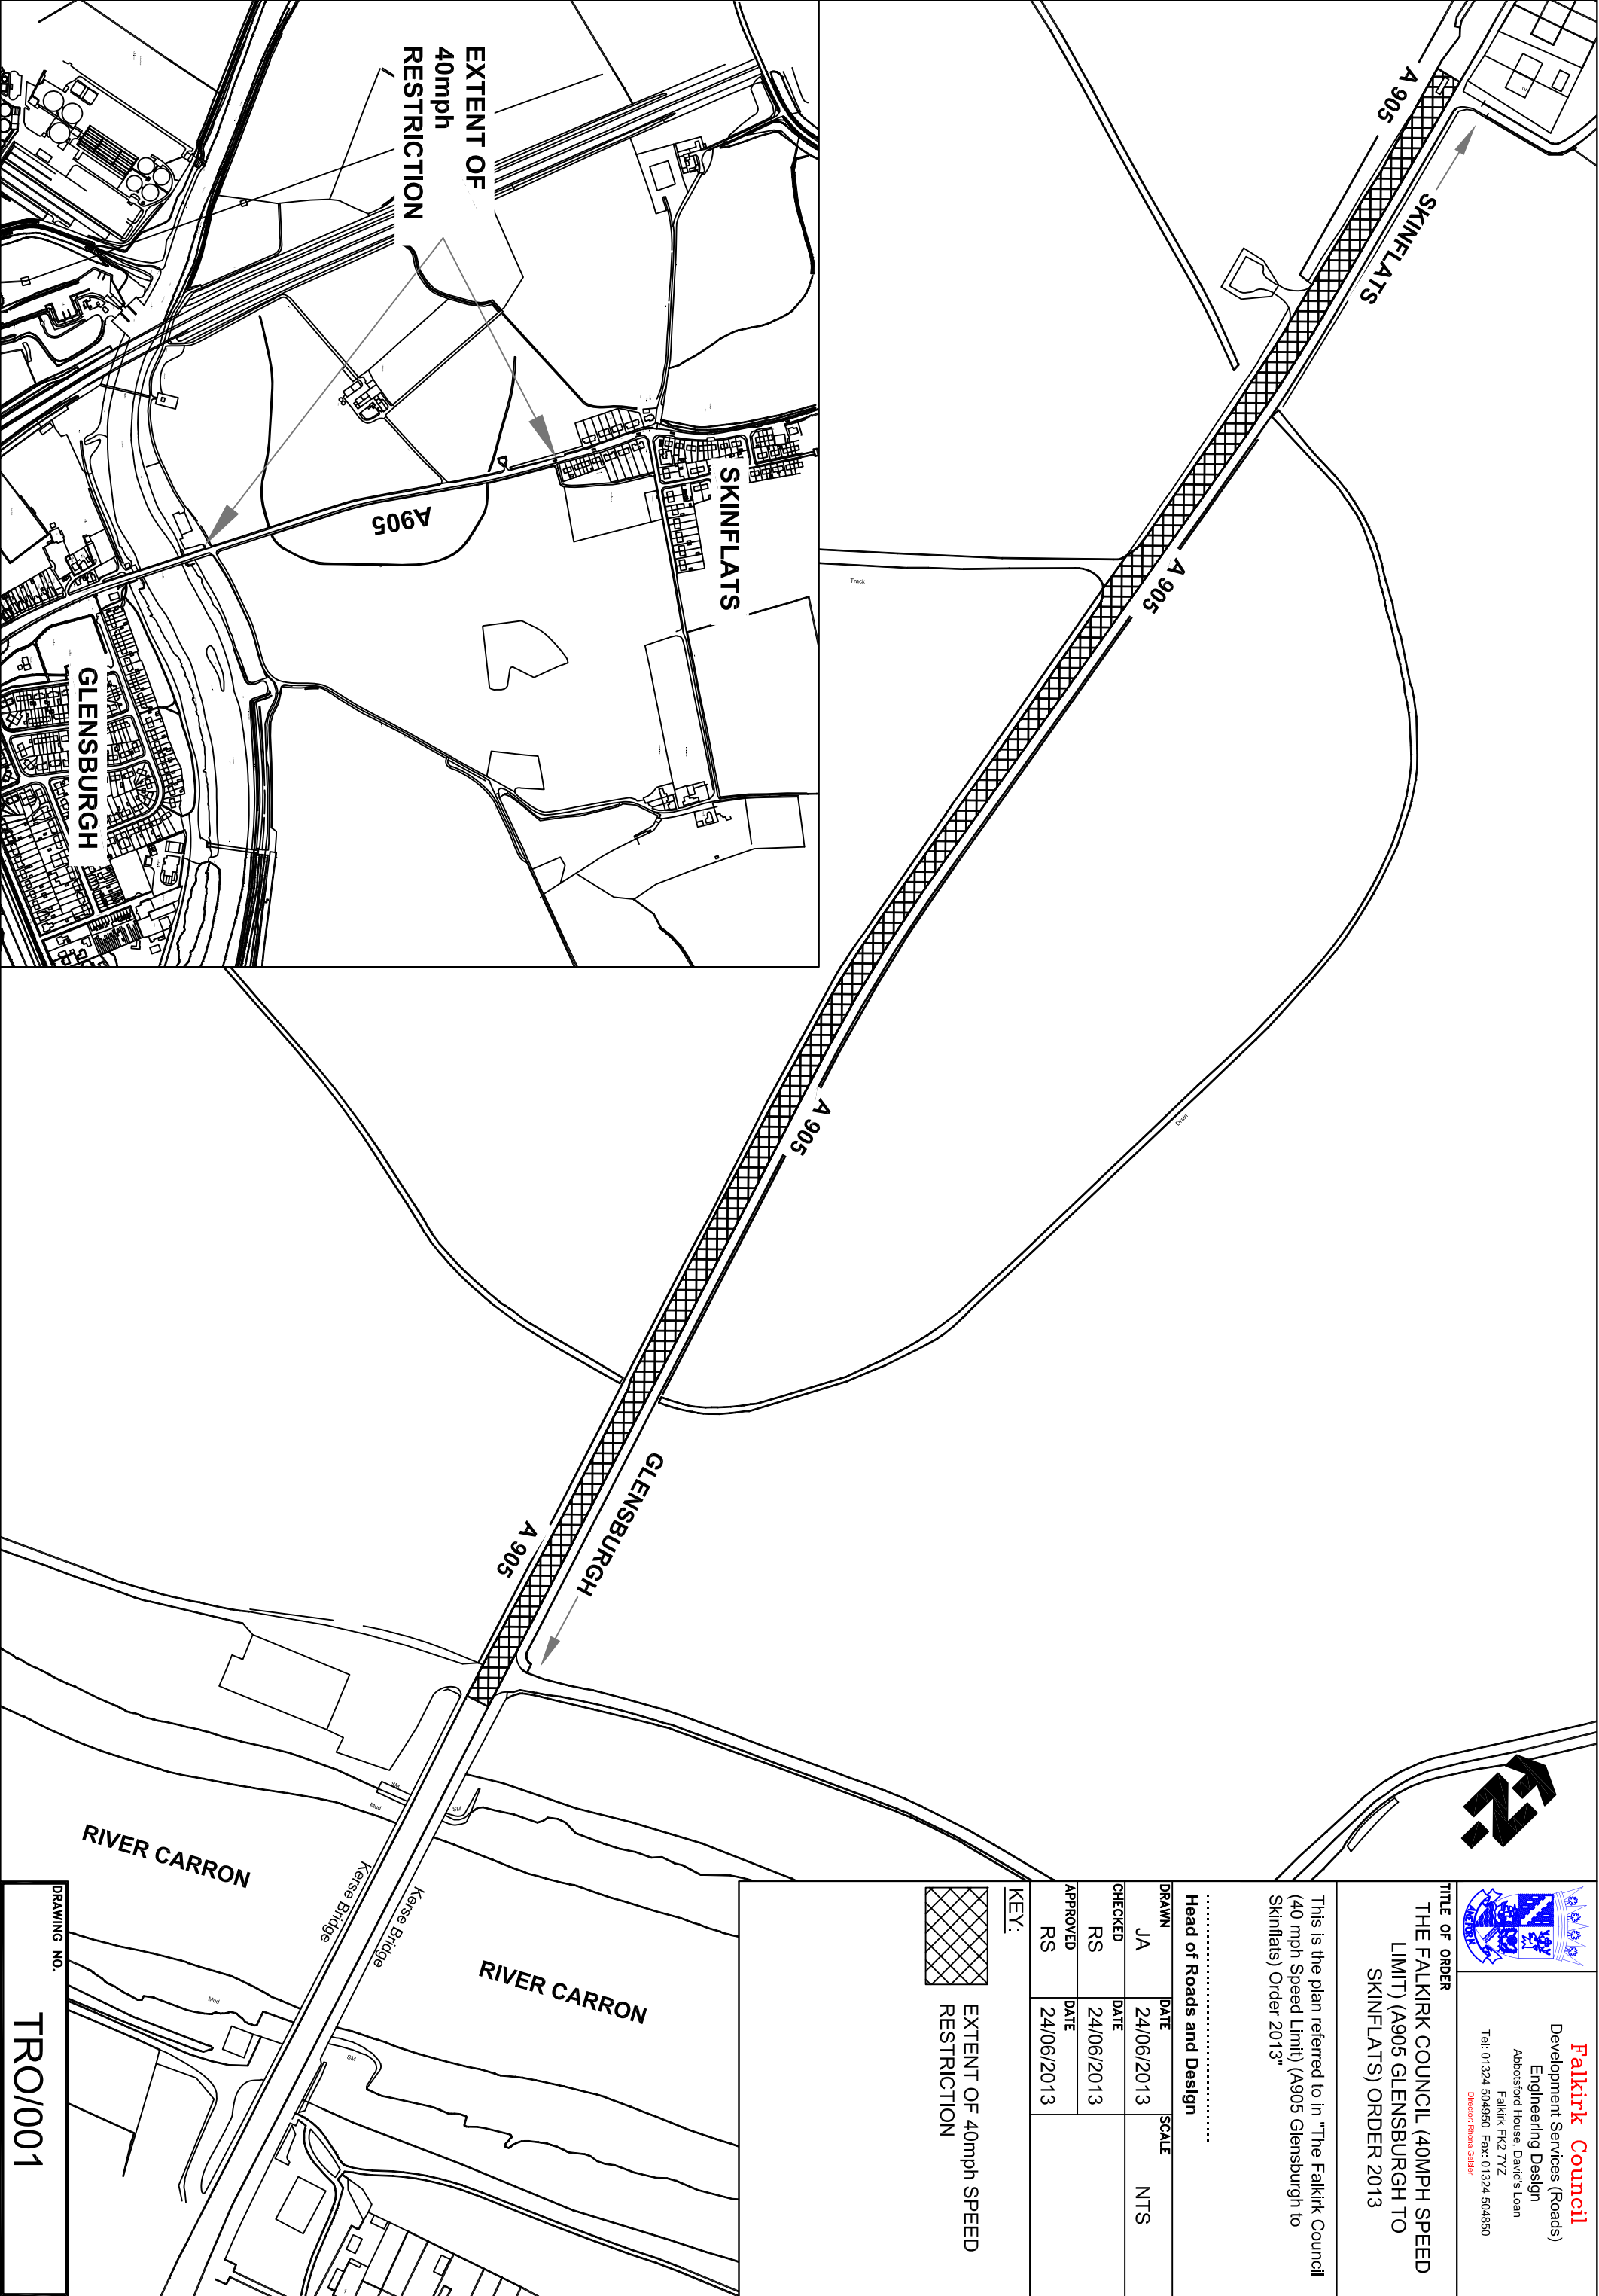 EXTENT OF
40mph
RESTRICTION
SKINFLATS
A905
GLENSBURGH
A 905
SKINFLATS
2
A 905
Track
Drain
A 905
GLENSBURGH
A 905
SM
Mud
SM
RIVER CARRON
Kerse Bridge
Kerse Bridge
RIVER CARRON
Mud
SM
Falkirk Council
Development Services (Roads)
Engineering Design
Abbotsford House, David's Loan
Falkirk FK2 7YZ
Tel: 01324 504950 Fax: 01324 504850
Director: Rhona Geisler
TITLE OF ORDER
THE FALKIRK COUNCIL (40MPH SPEED
LIMIT) (A905 GLENSBURGH TO
SKINFLATS) ORDER 2013
This is the plan referred to in "The Falkirk Council
(40 mph Speed Limit) (A905 Glensburgh to
Skinflats) Order 2013"
Head of Roads and Design
DRAWN JA DATE 24/06/2013 SCALE NTS
CHECKED RS DATE 24/06/2013
APPROVED RS DATE 24/06/2013
KEY:
EXTENT OF 40mph SPEED
RESTRICTION
DRAWING NO.
TRO/001